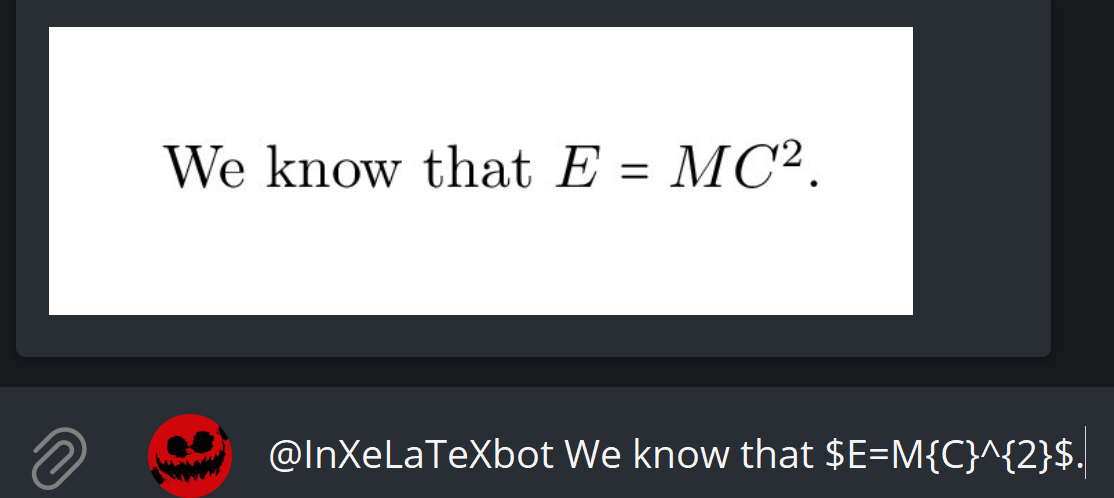 We know that E = MC².
@InXeLaTeXbot We know that $E=M{C}^{2}$.